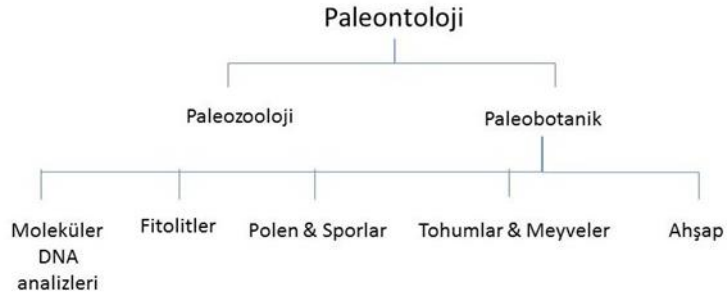 Paleontoloji
Paleozooloji
Paleobotanik
Moleküler
DNA
analizleri
Fitolitler
Polen & Sporlar
Tohumlar & Meyveler
Ahşap